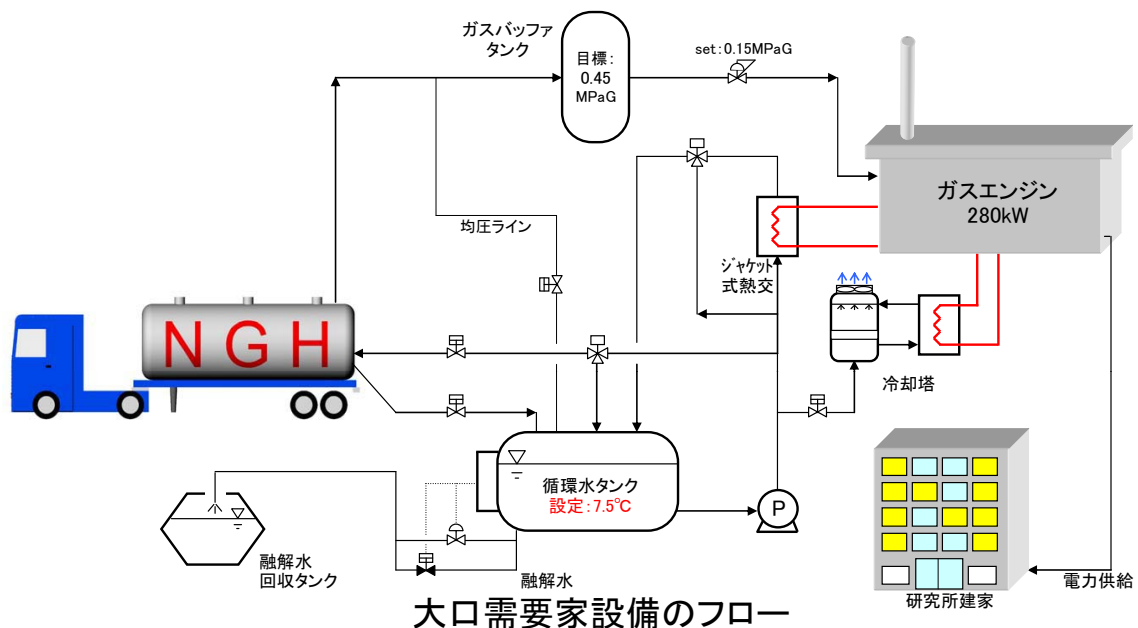 ガスバッファ
タンク
目標：
0.45
MPaG
set：0.15MPaG
ガスエンジン
280kW
均圧ライン
ジャケット
式熱交
NGH
冷却塔
循環水タンク
設定：7.5℃
P
融解水
回収タンク
融解水
研究所建家
電力供給
大口需要家設備のフロー